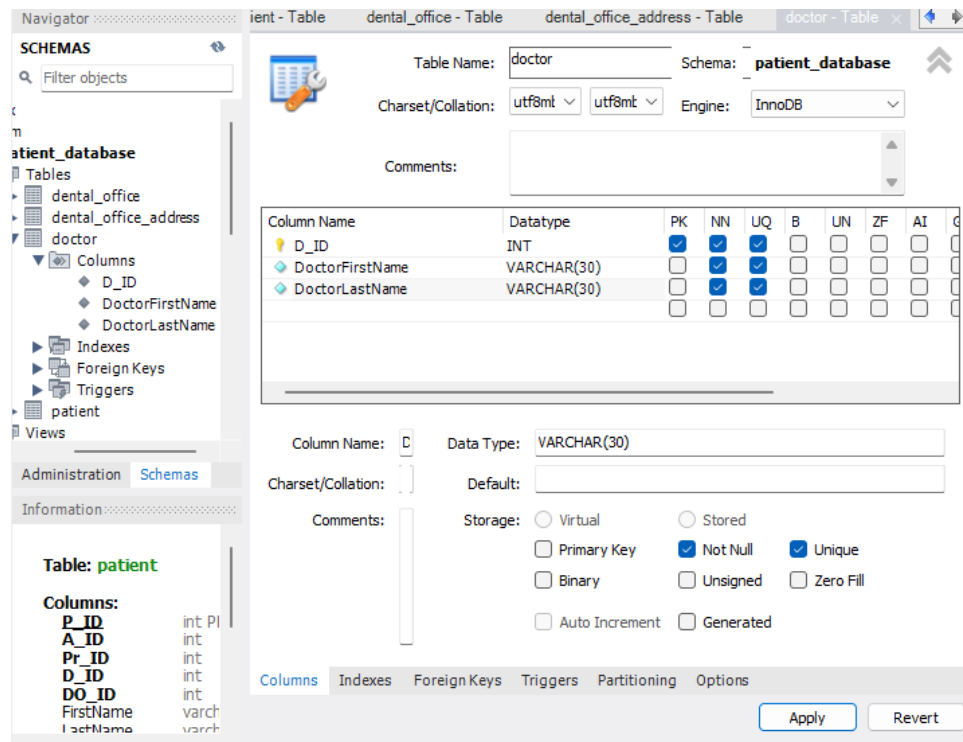 Navigator
ient - Table dental_office - Table dental_office_address - Table doctor - Table
SCHEMAS
Filter objects
m
atient_database
Tables
dental_office
dental_office_address
doctor
Columns
D_ID
DoctorFirstName
DoctorLastName
Indexes
Foreign Keys
Triggers
patient
Views
Administration Schemas
Information
Table: patient
Columns:
P_ID int P
A_ID int
Pr_ID int
D_ID int
DO_ID int
FirstName varch
LastName varch
Table Name: doctor Schema: patient_database
Charset/Collation: utf8mb utf8mb Engine: InnoDB
Comments:
Column Name Datatype PK NN UQ B UN ZF AI G
D_ID INT
DoctorFirstName VARCHAR(30)
DoctorLastName VARCHAR(30)
Column Name: D Data Type: VARCHAR(30)
Charset/Collation: Default:
Comments: Storage: Virtual Stored
Primary Key Not Null Unique
Binary Unsigned Zero Fill
Auto Increment Generated
Columns Indexes Foreign Keys Triggers Partitioning Options
Apply Revert